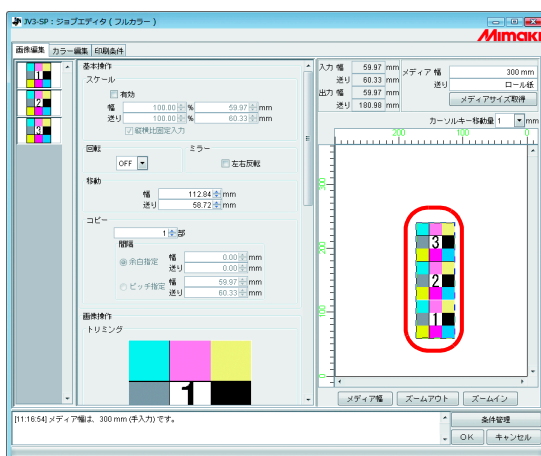 JV3-SP：ジョブエディタ ( フルカラー )
Mimaki
画像編集 カラー編集 印刷条件
1
2
3
基本操作
スケール
有効
幅 100.00 % 59.97 mm
送り 100.00 % 60.33 mm
縦横比固定入力
回転
OFF
ミラー
左右反転
移動
幅 112.84 mm
送り 58.72 mm
コピー
1 部
間隔
余白指定 幅 0.00 mm
送り 0.00 mm
ピッチ指定 幅 59.97 mm
送り 60.33 mm
画像操作
トリミング
1
入力 幅 59.97 mm
送り 60.33 mm
出力 幅 59.97 mm
送り 180.98 mm
メディア 幅 300 mm
送り ロール紙
メディアサイズ取得
カーソルキー移動量 1 mm
200 100 0
300
200
100
0
3
2
1
メディア幅 ズームアウト ズームイン
[11:16:54] メディア幅は、300 mm (手入力) です。
条件管理
OK キャンセル